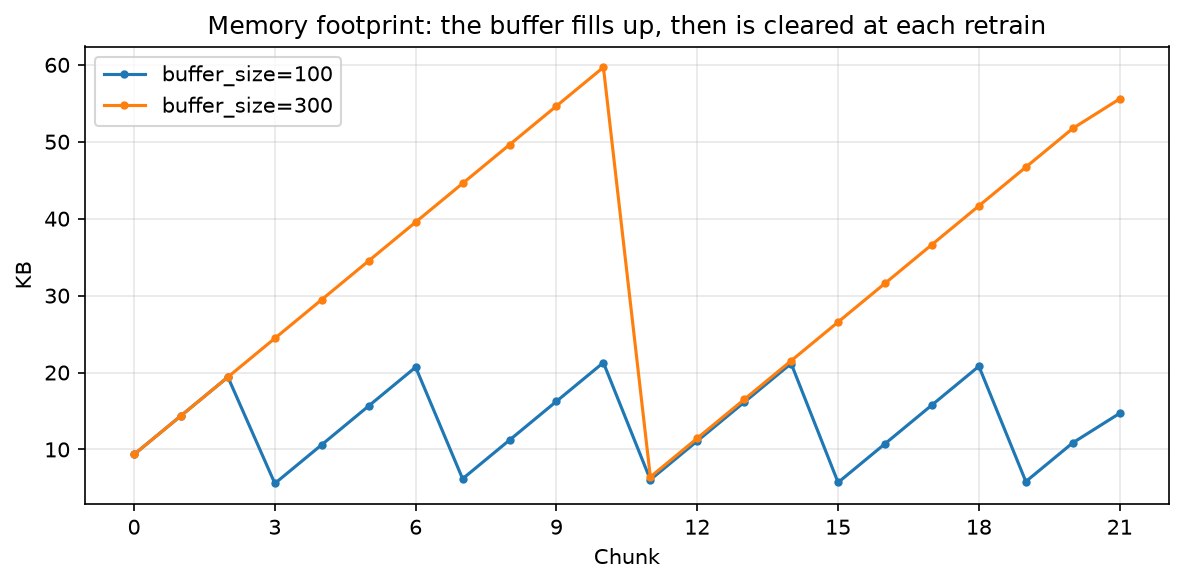 Memory footprint: the buffer fills up, then is cleared at each retrain
buffer_size=100
buffer_size=300
60
50
40
30
20
10
KB
0 3 6 9 12 15 18 21
Chunk